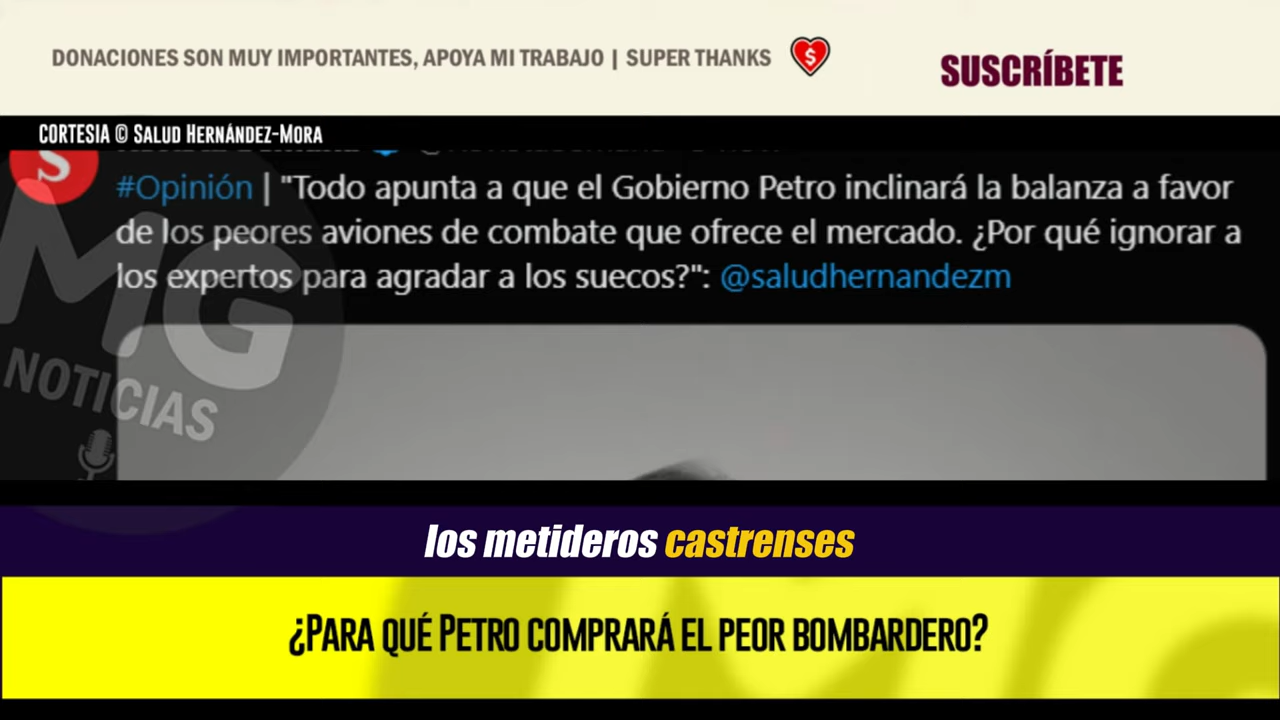 DONACIONES SON MUY IMPORTANTES, APOYA MI TRABAJO | SUPER THANKS
$
SUSCRÍBETE
CORTESIA © SALUD HERNÁNDEZ-MORA
S
#Opinión | "Todo apunta a que el Gobierno Petro inclinará la balanza a favor
de los peores aviones de combate que ofrece el mercado. ¿Por qué ignorar a
los expertos para agradar a los suecos?": @saludhernandezm
MG
NOTICIAS
los metideros castrenses
¿PARA QUÉ PETRO COMPRARÁ EL PEOR BOMBARDERO?